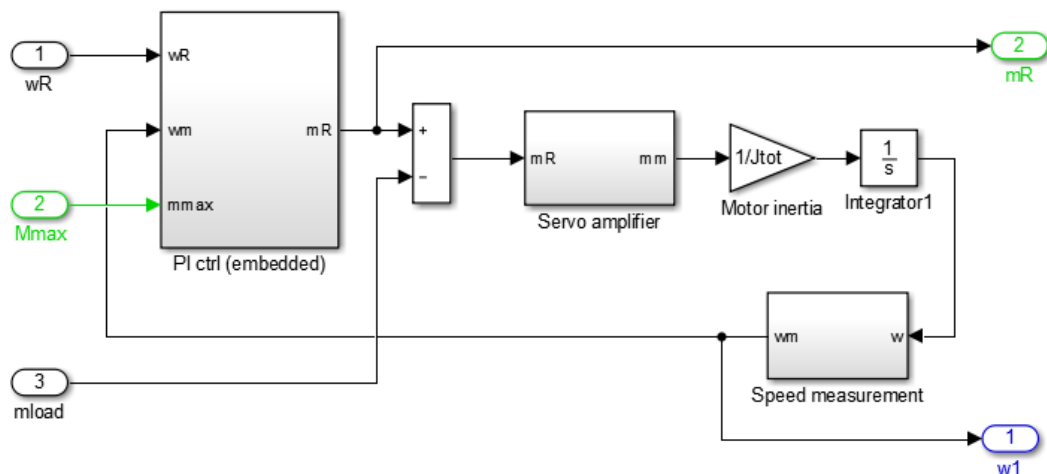 1
wR
2
Mmax
3
mload
wR
wm
mmax
mR
PI ctrl (embedded)
+
−
mR
mm
Servo amplifier
1/Jtot
Motor inertia
1
s
Integrator1
wm
w
Speed measurement
2
mR
1
w1